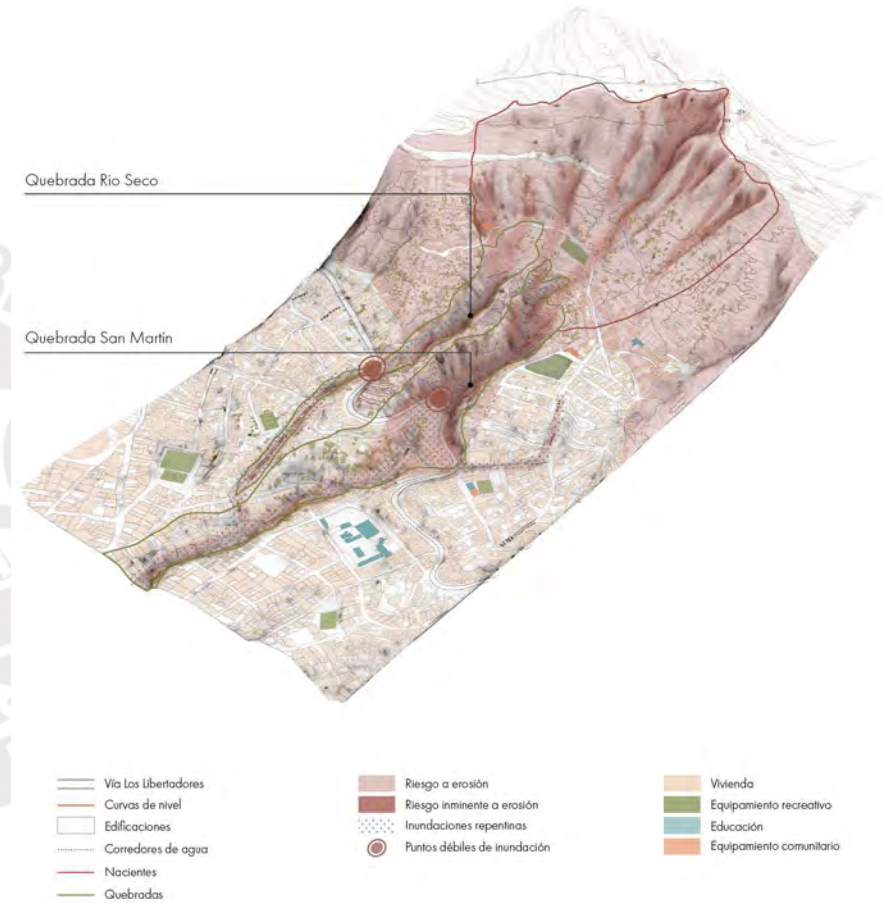 Quebrada Rio Seco
Quebrada San Martín
Vía Los Libertadores
Curvas de nivel
Edificaciones
Corredores de agua
Nacientes
Quebradas
Riesgo a erosión
Riesgo inminente a erosión
Inundaciones repentinas
Puntos débiles de inundación
Vivienda
Equipamiento recreativo
Educación
Equipamiento comunitario